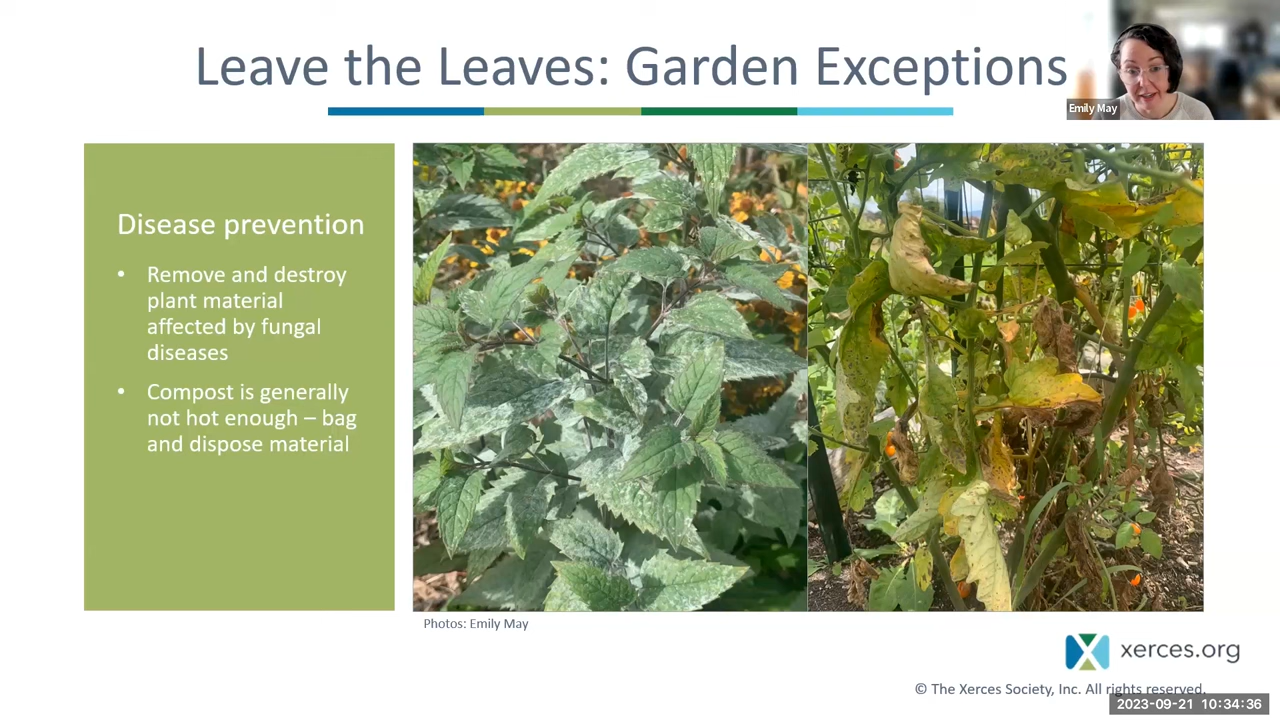 Leave the Leaves: Garden Exceptions
Emily May
Disease prevention
• Remove and destroy
plant material
affected by fungal
diseases
• Compost is generally
not hot enough – bag
and dispose material
Photos: Emily May
xerces.org
© The Xerces Society, Inc. All rights reserved.
2023-09-21 10:34:36